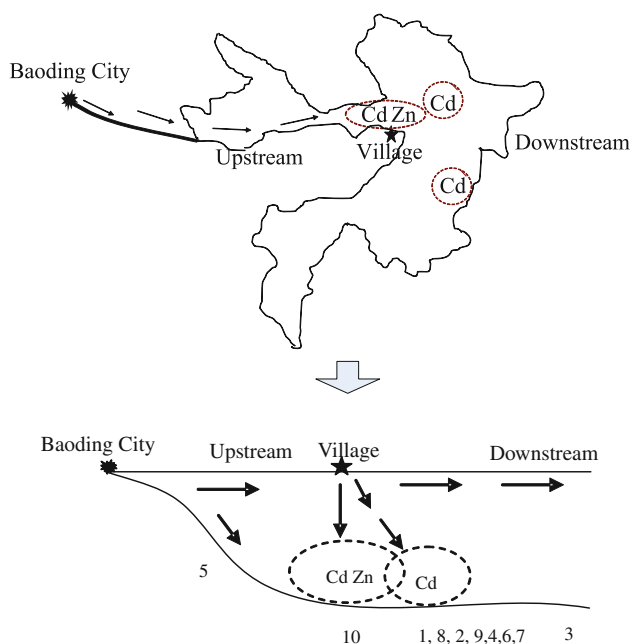 Baoding City
Cd Zn
Cd
Upstream
Village
Downstream
Cd
Baoding City
Upstream
Village
Downstream
Cd Zn
Cd
5
10
1, 8, 2, 9,4,6,7
3